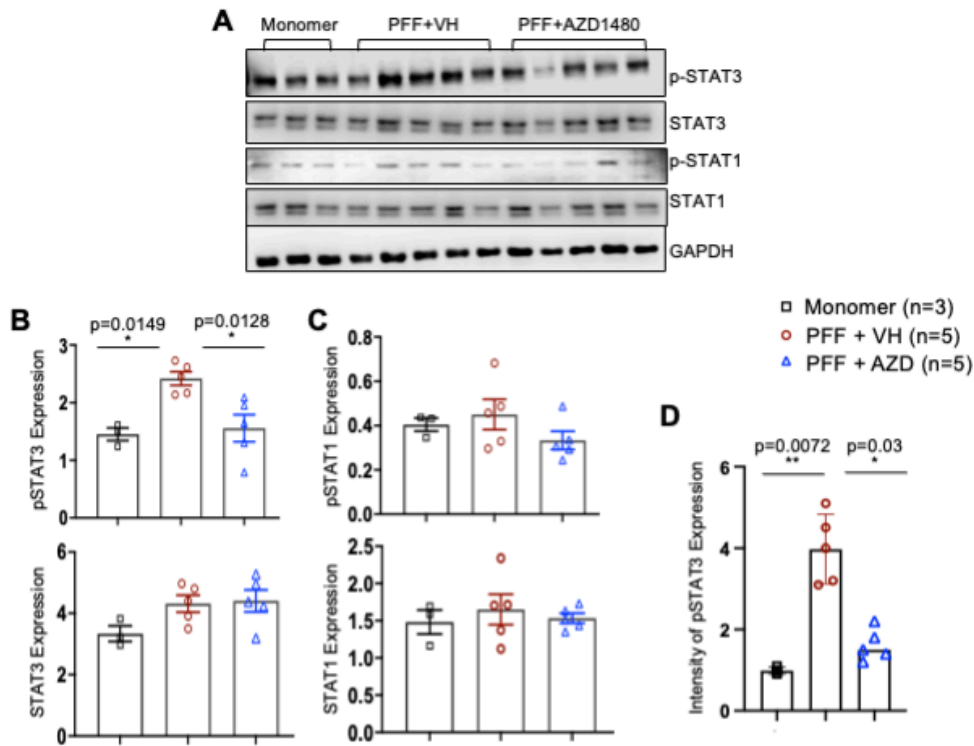 A
Monomer PFF+VH PFF+AZD1480
p-STAT3
STAT3
p-STAT1
STAT1
GAPDH
B
p=0.0149 p=0.0128
* *
pSTAT3 Expression
3
2
1
0
STAT3 Expression
6
4
2
0
C
pSTAT1 Expression
0.8
0.6
0.4
0.2
0.0
STAT1 Expression
2.5
2.0
1.5
1.0
0.5
0.0
Monomer (n=3)
PFF + VH (n=5)
PFF + AZD (n=5)
D
p=0.0072 p=0.03
** *
Intensity of pSTAT3 Expression
6
4
2
0